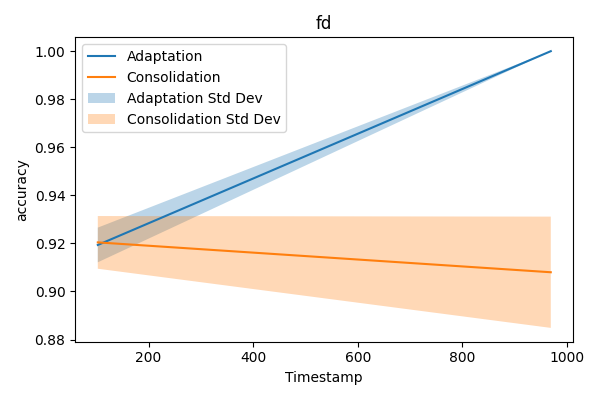 fd
Adaptation
Consolidation
Adaptation Std Dev
Consolidation Std Dev
accuracy
1.00
0.98
0.96
0.94
0.92
0.90
0.88
200 400 600 800 1000
Timestamp